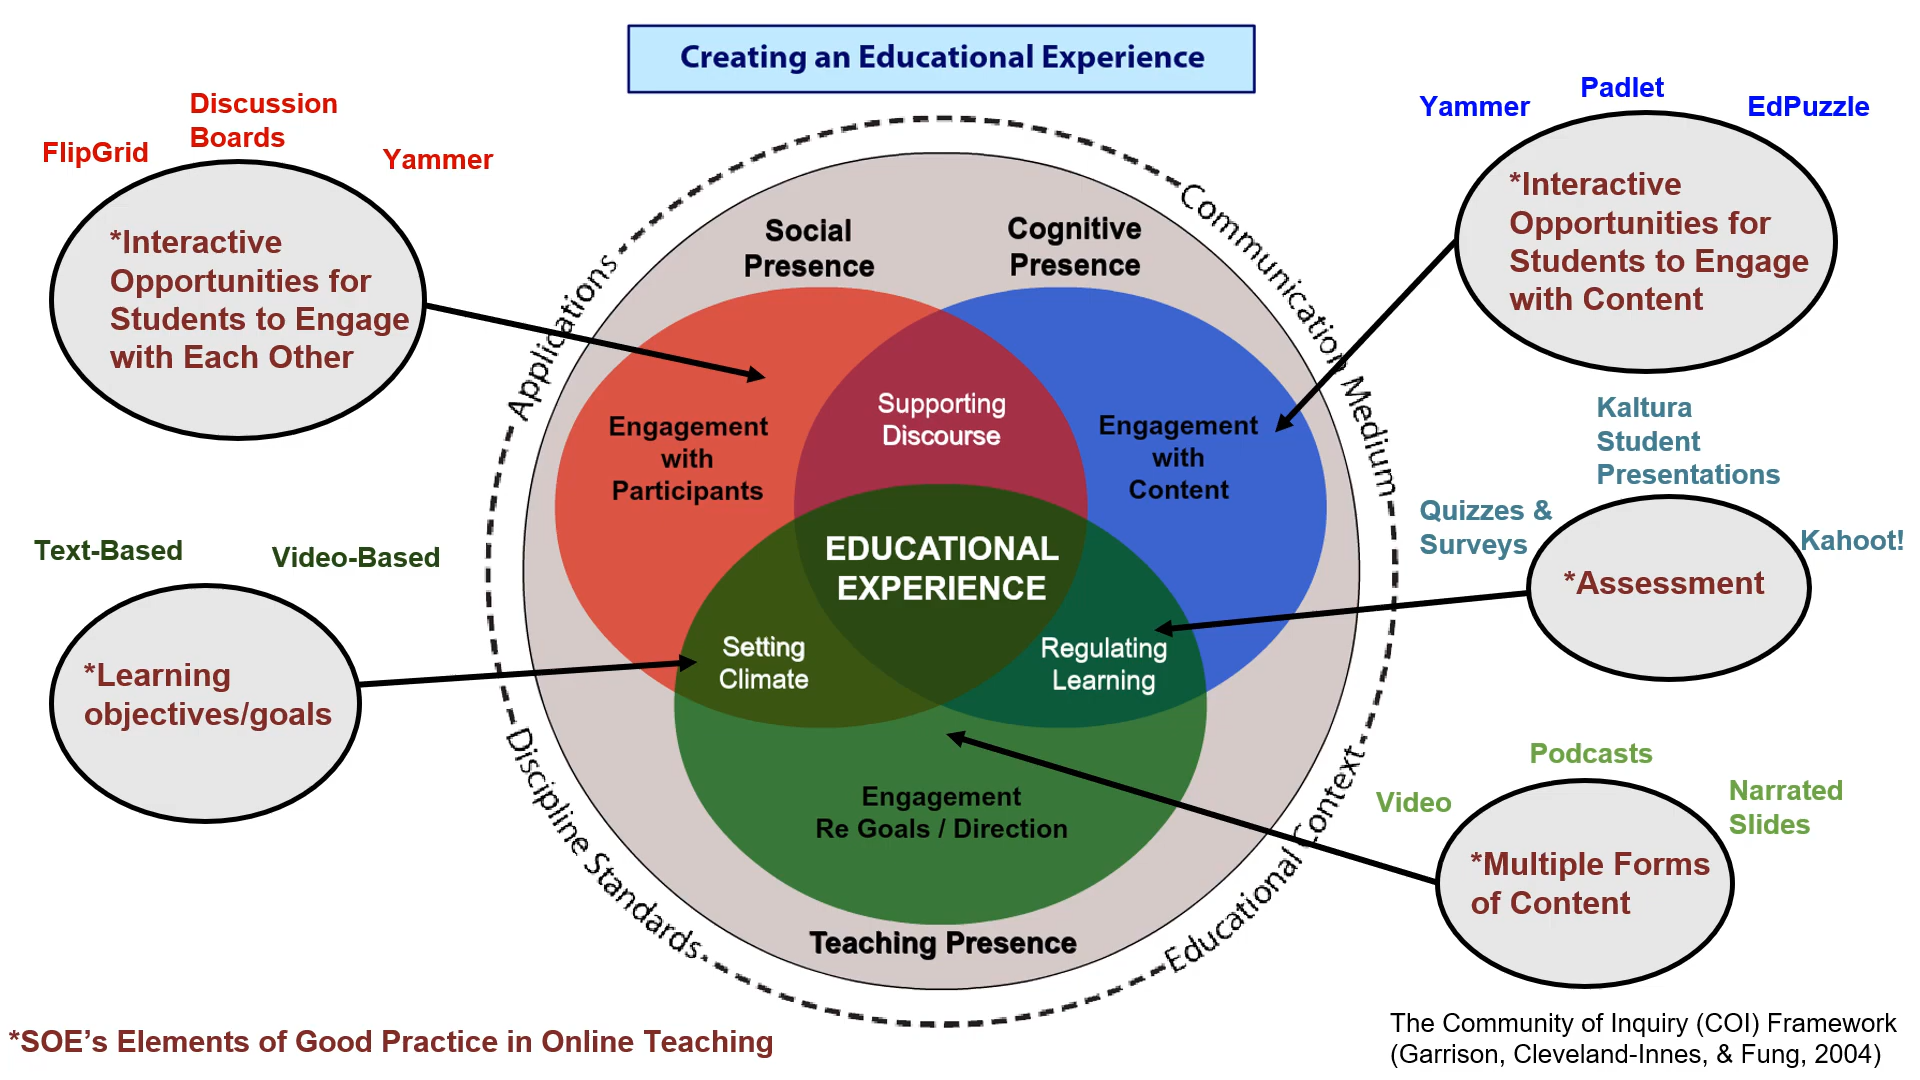 Creating an Educational Experience
Discussion
Boards
FlipGrid
Yammer
*Interactive
Opportunities for
Students to Engage
with Each Other
Yammer
Padlet
EdPuzzle
*Interactive
Opportunities for
Students to Engage
with Content
Applications
Communication Medium
Social
Presence
Cognitive
Presence
Engagement
with
Participants
Supporting
Discourse
Engagement
with
Content
EDUCATIONAL
EXPERIENCE
Setting
Climate
Regulating
Learning
Engagement
Re Goals / Direction
Teaching Presence
Discipline Standards
Educational Context
Text-Based
Video-Based
*Learning
objectives/goals
Kaltura
Student
Presentations
Quizzes &
Surveys
Kahoot!
*Assessment
Podcasts
Video
Narrated
Slides
*Multiple Forms
of Content
*SOE’s Elements of Good Practice in Online Teaching
The Community of Inquiry (COI) Framework
(Garrison, Cleveland-Innes, & Fung, 2004)